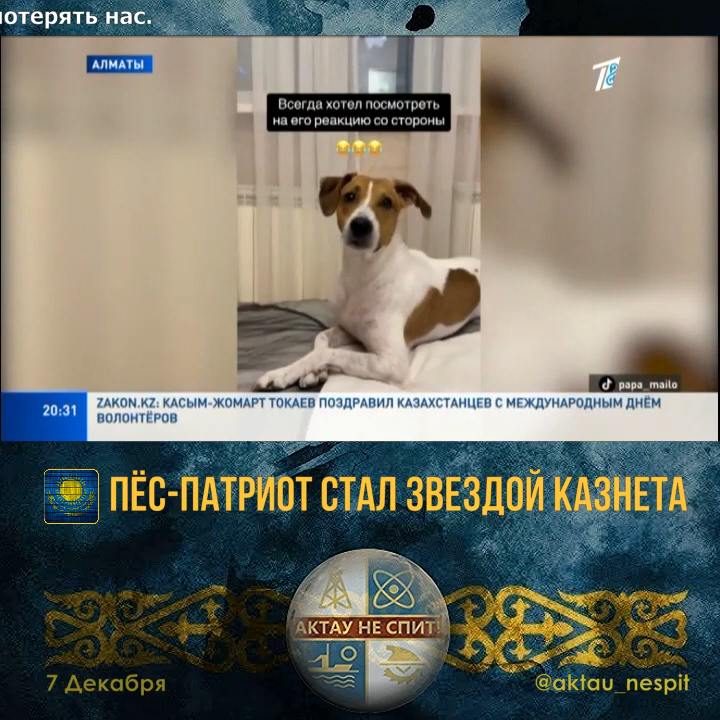 потерять нас.
АЛМАТЫ
Всегда хотел посмотреть
на его реакцию со стороны
papa_mailo
20:31
ZAKON.KZ: КАСЫМ-ЖОМАРТ ТОКАЕВ ПОЗДРАВИЛ КАЗАХСТАНЦЕВ С МЕЖДУНАРОДНЫМ ДНЁМ
ВОЛОНТЁРОВ
ПЁС-ПАТРИОТ СТАЛ ЗВЕЗДОЙ КАЗНЕТА
АКТАУ НЕ СПИТ!
7 Декабря
@aktau_nespit